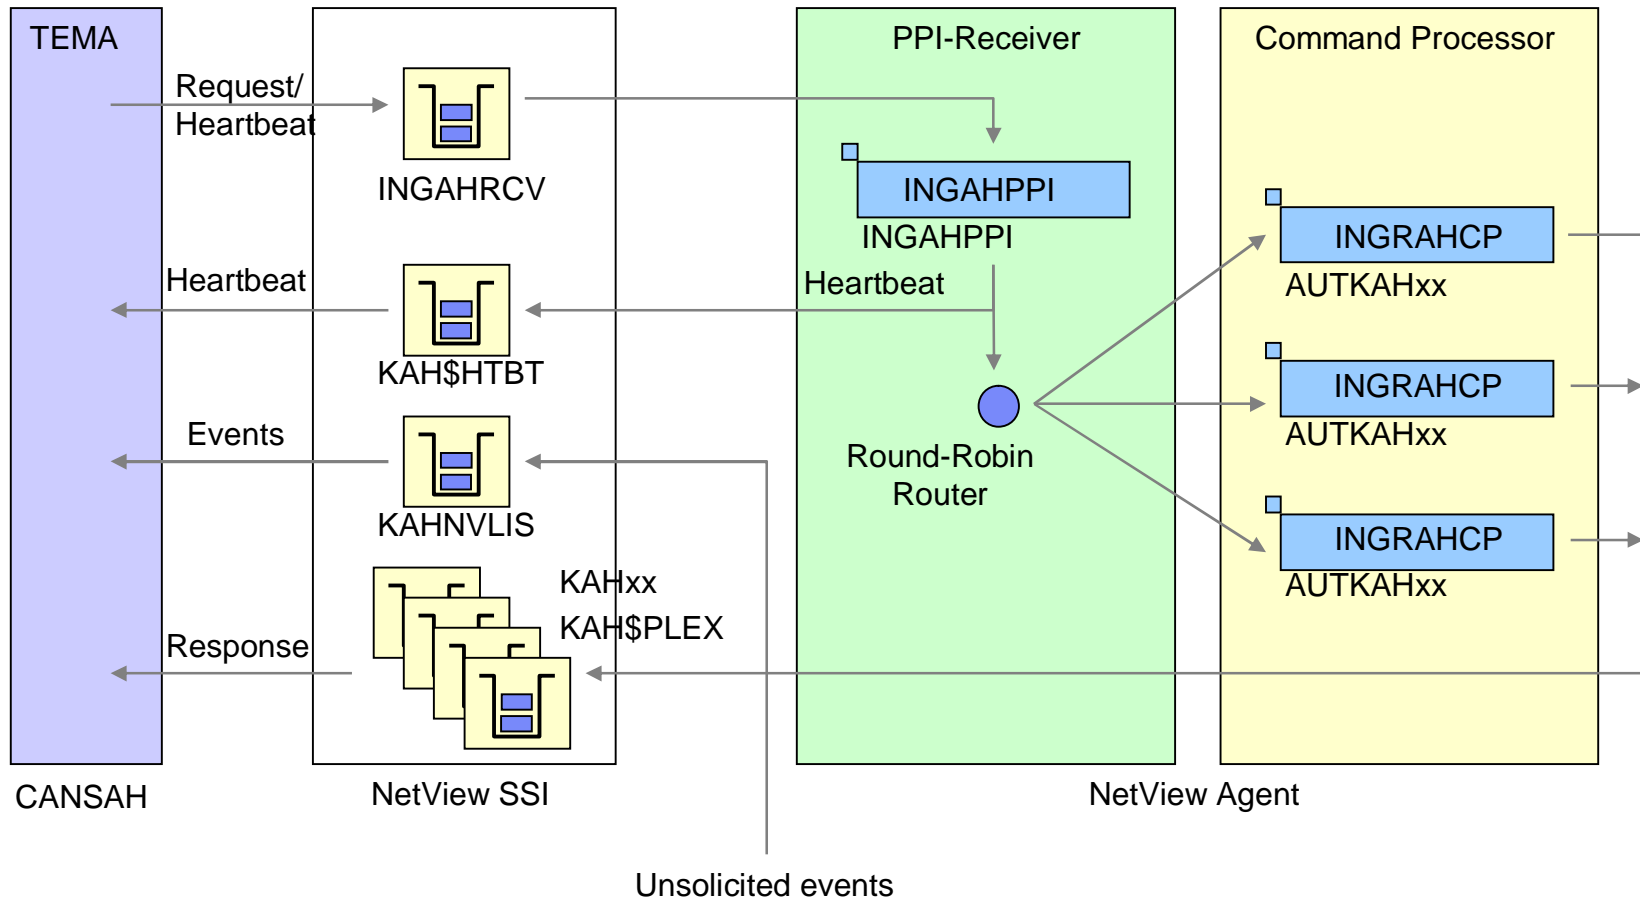 TEMA
PPI-Receiver
Command Processor
Request/
Heartbeat
INGAHRCV
INGAHPPI
INGAHPPI
INGRAHCP
AUTKAHxx
Heartbeat
KAH$HTBT
Heartbeat
INGRAHCP
AUTKAHxx
Events
KAHNVLIS
Round-Robin
Router
INGRAHCP
AUTKAHxx
KAHxx
KAH$PLEX
Response
CANSAH
NetView SSI
NetView Agent
Unsolicited events